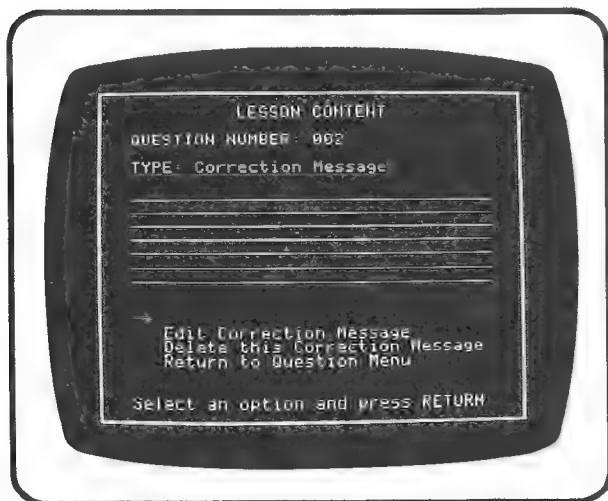 LESSON CONTENT
QUESTION NUMBER: 002
TYPE: Correction Message
→
Edit Correction Message
Delete this Correction Message
Return to Question Menu
Select an option and press RETURN